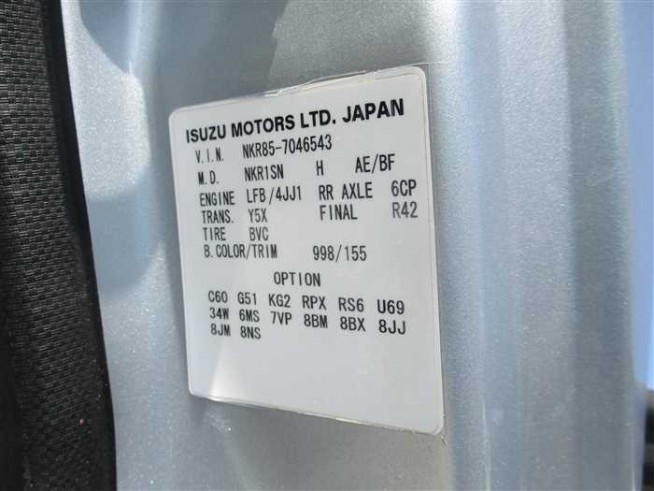 ISUZU MOTORS LTD. JAPAN
V.I.N. NKR85-7046543
M.D. NKR1SN H AE/BF
ENGINE LFB/4JJ1 RR AXLE 6CP
TRANS. Y5X FINAL R42
TIRE BVC
B.COLOR/TRIM 998/155
OPTION
C60 G51 KG2 RPX RS6 U69
34W 6MS 7VP 8BM 8BX 8JJ
8JM 8NS